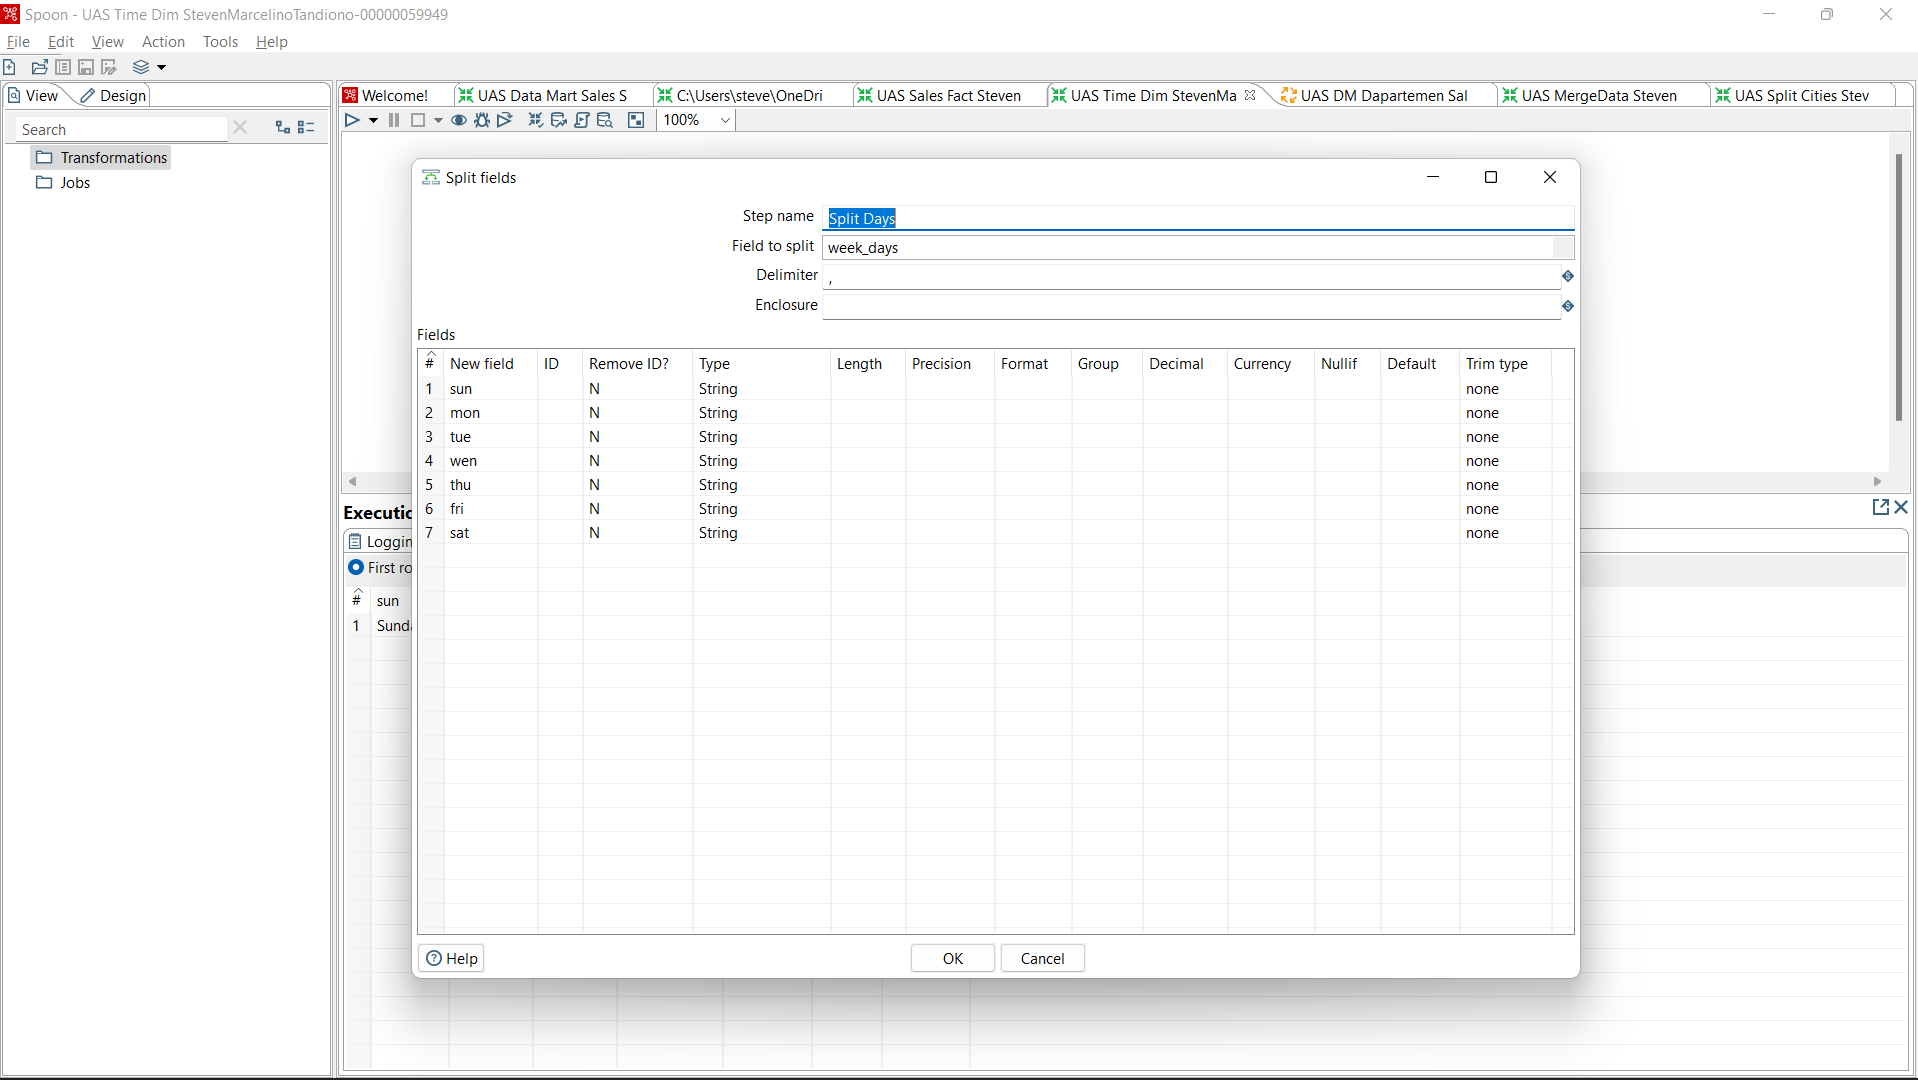 Spoon - UAS Time Dim StevenMarcelinoTandiono-00000059949
File Edit View Action Tools Help
View Design
Welcome! UAS Data Mart Sales S C:\Users\steve\OneDri UAS Sales Fact Steven UAS Time Dim StevenMa UAS DM Dapartemen Sal UAS MergeData Steven UAS Split Cities Stev
Search
100%
Transformations
Jobs
Split fields
Step name Split Days
Field to split week_days
Delimiter ,
Enclosure
Fields
# New field ID Remove ID? Type Length Precision Format Group Decimal Currency Nullif Default Trim type
1 sun N String none
2 mon N String none
3 tue N String none
4 wen N String none
5 thu N String none
6 fri N String none
7 sat N String none
Help OK Cancel
Executic
Loggin
First ro
# sun
1 Sunda